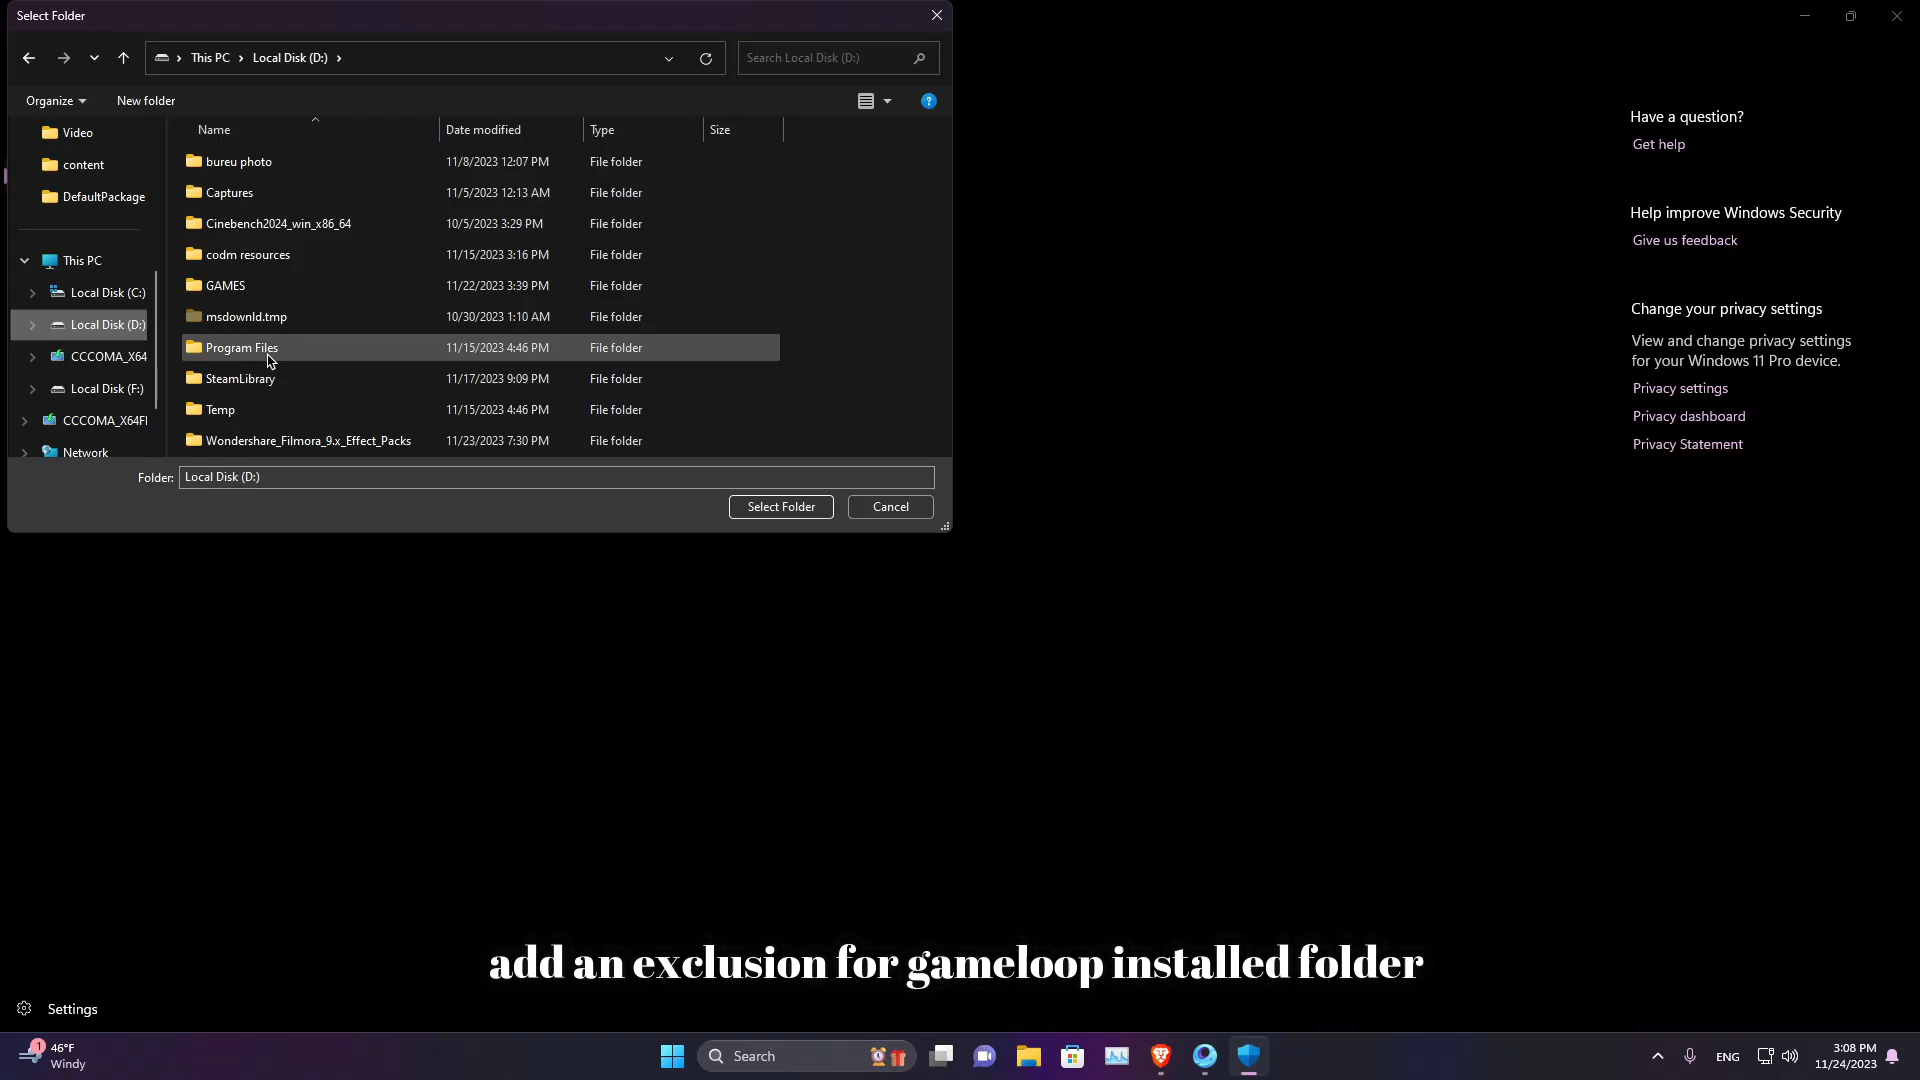 Select Folder
This PC
Local Disk (D:)
Search Local Disk (D:)
Organize
New folder
?
Video
content
DefaultPackage
This PC
Local Disk (C:)
Local Disk (D:)
CCCOMA_X64
Local Disk (F:)
CCCOMA_X64F
Network
Name Date modified Type Size
bureu photo 11/8/2023 12:07 PM File folder
Captures 11/5/2023 12:13 AM File folder
Cinebench2024_win_x86_64 10/5/2023 3:29 PM File folder
codm resources 11/15/2023 3:16 PM File folder
GAMES 11/22/2023 3:39 PM File folder
msdownld.tmp 10/30/2023 1:10 AM File folder
Program Files 11/15/2023 4:46 PM File folder
SteamLibrary 11/17/2023 9:09 PM File folder
Temp 11/15/2023 4:46 PM File folder
Wondershare_Filmora_9.x_Effect_Packs 11/23/2023 7:30 PM File folder
Folder: Local Disk (D:)
Select Folder
Cancel
Have a question?
Get help
Help improve Windows Security
Give us feedback
Change your privacy settings
View and change privacy settings
for your Windows 11 Pro device.
Privacy settings
Privacy dashboard
Privacy Statement
add an exclusion for gameloop installed folder
Settings
1
46°F
Windy
Search
ENG
3:08 PM
11/24/2023